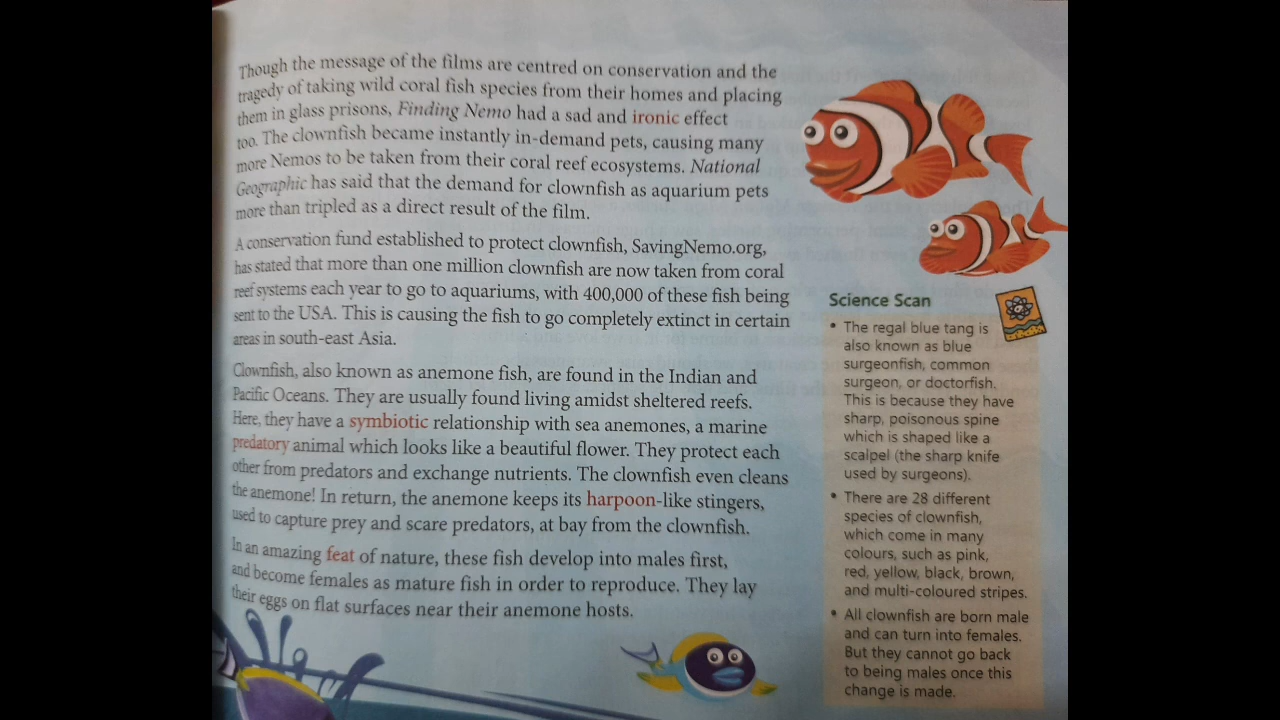 Though the message of the films are centred on conservation and the
tragedy of taking wild coral fish species from their homes and placing
them in glass prisons, Finding Nemo had a sad and ironic effect
too. The clownfish became instantly in-demand pets, causing many
more Nemos to be taken from their coral reef ecosystems. National
Geographic has said that the demand for clownfish as aquarium pets
more than tripled as a direct result of the film.
A conservation fund established to protect clownfish, SavingNemo.org,
has stated that more than one million clownfish are now taken from coral
reef systems each year to go to aquariums, with 400,000 of these fish being
sent to the USA. This is causing the fish to go completely extinct in certain
areas in south-east Asia.
Clownfish, also known as anemone fish, are found in the Indian and
Pacific Oceans. They are usually found living amidst sheltered reefs.
Here, they have a symbiotic relationship with sea anemones, a marine
predatory animal which looks like a beautiful flower. They protect each
other from predators and exchange nutrients. The clownfish even cleans
the anemone! In return, the anemone keeps its harpoon-like stingers,
used to capture prey and scare predators, at bay from the clownfish.
In an amazing feat of nature, these fish develop into males first,
and become females as mature fish in order to reproduce. They lay
their eggs on flat surfaces near their anemone hosts.
Science Scan
• The regal blue tang is
also known as blue
surgeonfish, common
surgeon, or doctorfish.
This is because they have
sharp, poisonous spine
which is shaped like a
scalpel (the sharp knife
used by surgeons).
• There are 28 different
species of clownfish,
which come in many
colours, such as pink,
red, yellow, black, brown,
and multi-coloured stripes.
• All clownfish are born male
and can turn into females.
But they cannot go back
to being males once this
change is made.